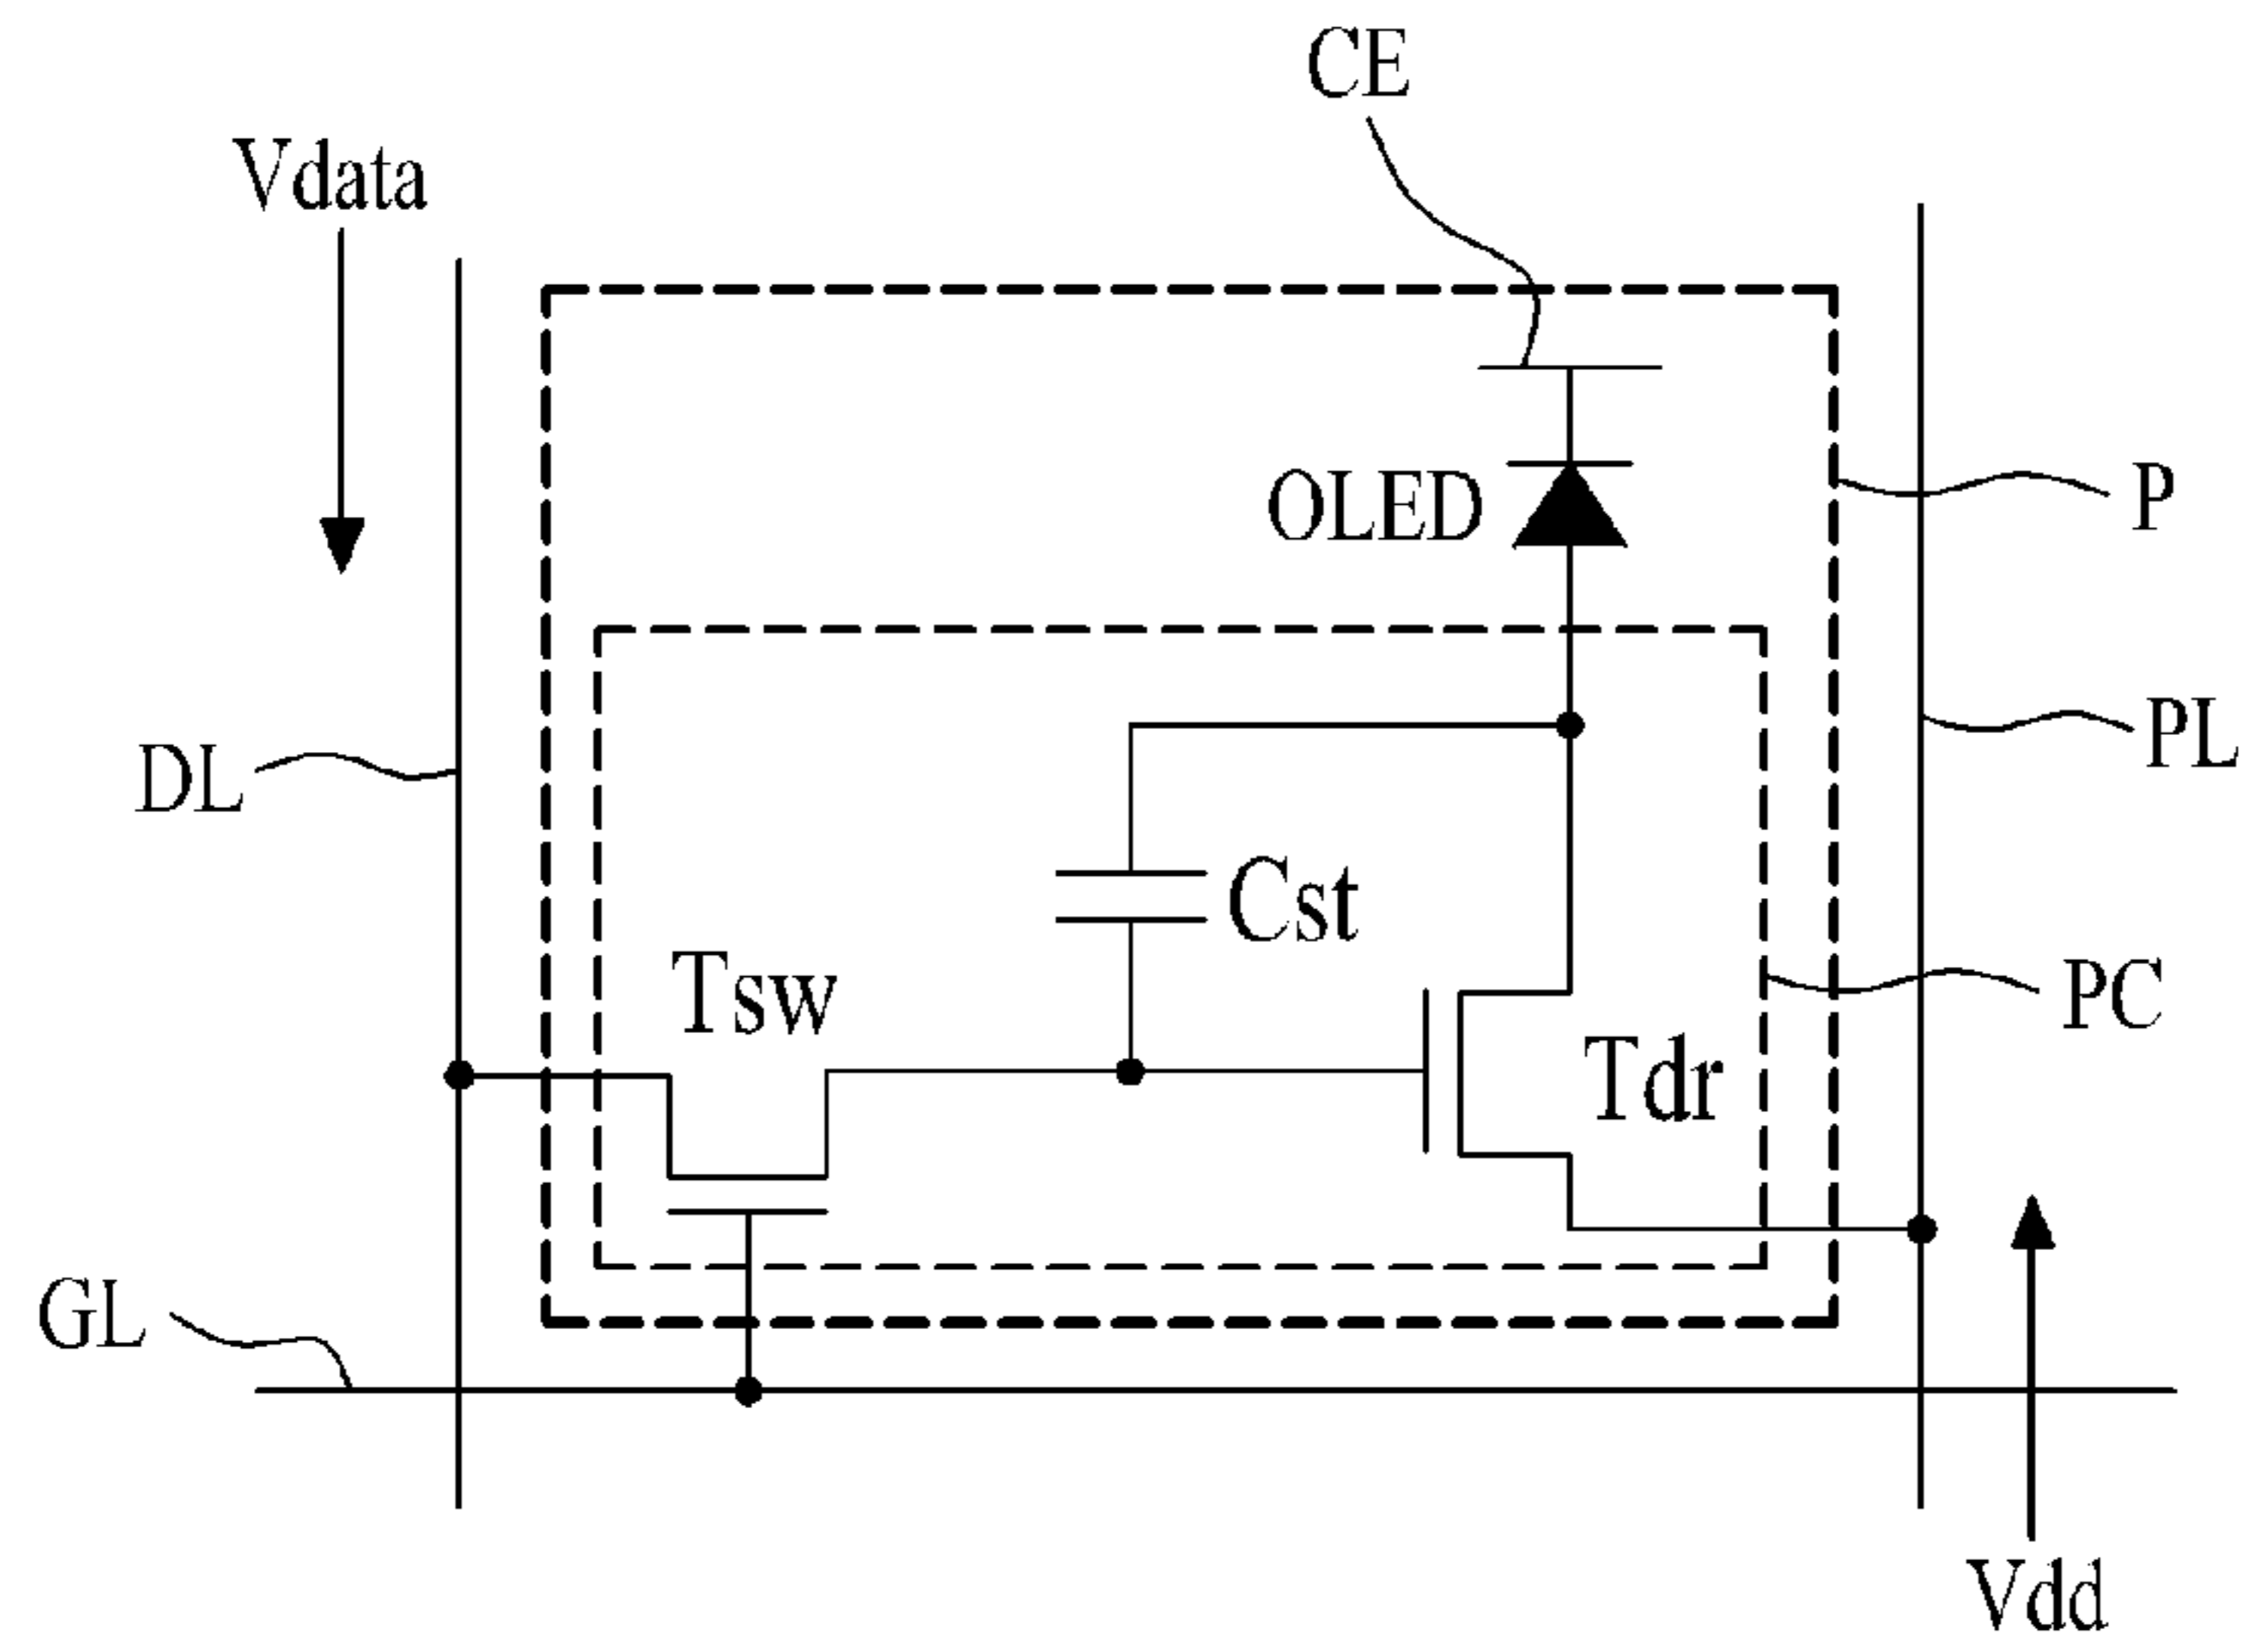 CE
Vdata
OLED
P
PL
DL
Cst
Tsw
PC
Tdr
GL
Vdd